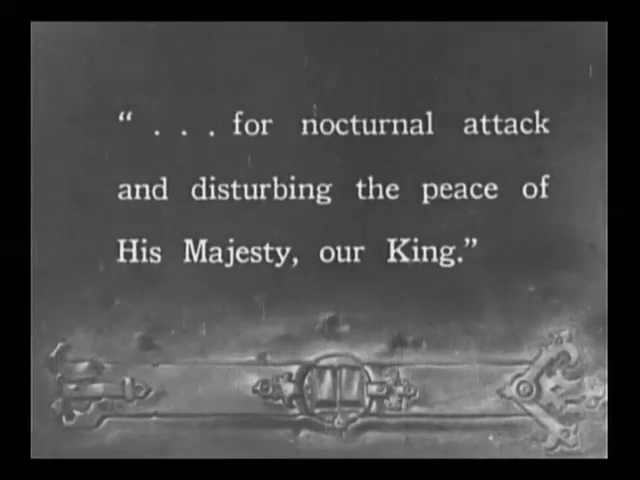 “ . . . for nocturnal attack
and disturbing the peace of
His Majesty, our King.”